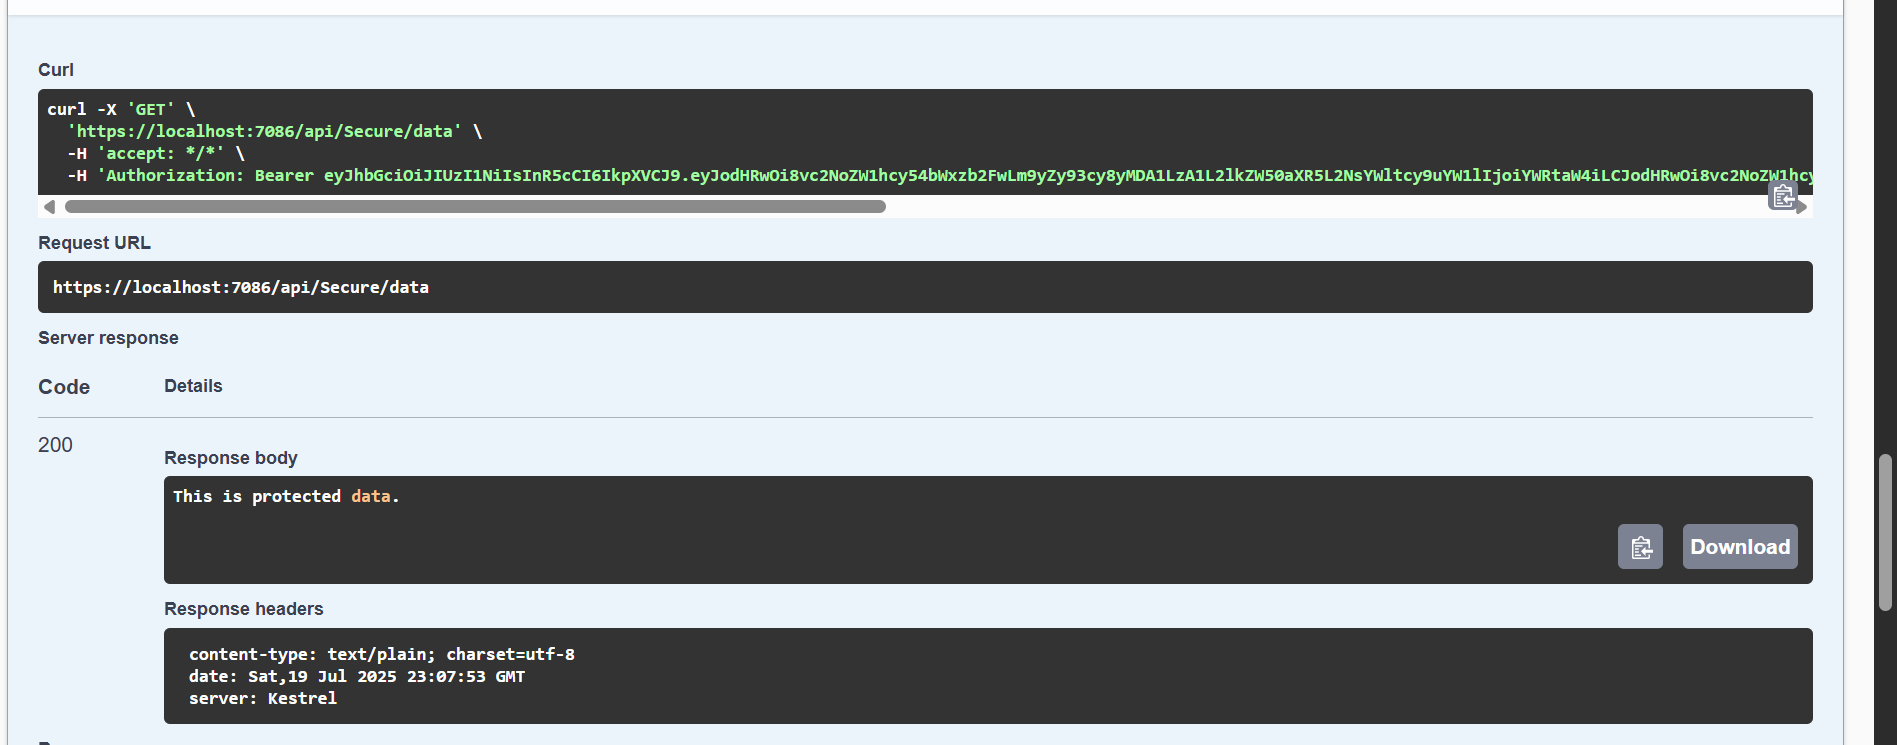 Curl
curl -X 'GET' \
'https://localhost:7086/api/Secure/data' \
-H 'accept: */*' \
-H 'Authorization: Bearer eyJhbGciOiJIUzI1NiIsInR5cCI6IkpXVCJ9.eyJodHRwOi8vc2NoZW1hcy54bWxzb2FwLm9yZy93cy8yMDA1LzA1L2lkZW50aXR5L2NsYWltcy9uYW1lIjoiYWRtaW4iLCJodHRwOi8vc2NoZW1hcy
Request URL
https://localhost:7086/api/Secure/data
Server response
Code Details
200
Response body
This is protected data.
Download
Response headers
content-type: text/plain; charset=utf-8
date: Sat,19 Jul 2025 23:07:53 GMT
server: Kestrel